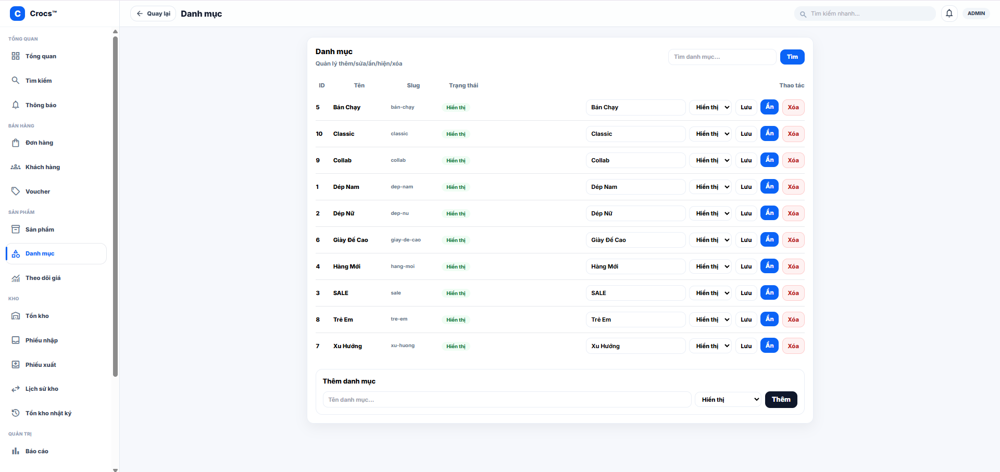 C Crocs™
Quay lại
Danh mục
Tìm kiếm nhanh...
ADMIN
TỔNG QUAN
Tổng quan
Tìm kiếm
Thông báo
BÁN HÀNG
Đơn hàng
Khách hàng
Voucher
SẢN PHẨM
Sản phẩm
Danh mục
Theo dõi giá
KHO
Tồn kho
Phiếu nhập
Phiếu xuất
Lịch sử kho
Tồn kho nhật ký
QUẢN TRỊ
Báo cáo
Danh mục
Quản lý thêm/sửa/ẩn/hiện/xóa
Tìm danh mục... Tìm
ID Tên Slug Trạng thái Thao tác
5 Bán Chạy bán-chạy Hiển thị Bán Chạy Hiển thị Lưu Ẩn Xóa
10 Classic classic Hiển thị Classic Hiển thị Lưu Ẩn Xóa
9 Collab collab Hiển thị Collab Hiển thị Lưu Ẩn Xóa
1 Dép Nam dep-nam Hiển thị Dép Nam Hiển thị Lưu Ẩn Xóa
2 Dép Nữ dep-nu Hiển thị Dép Nữ Hiển thị Lưu Ẩn Xóa
6 Giày Đế Cao giay-de-cao Hiển thị Giày Đế Cao Hiển thị Lưu Ẩn Xóa
4 Hàng Mới hang-moi Hiển thị Hàng Mới Hiển thị Lưu Ẩn Xóa
3 SALE sale Hiển thị SALE Hiển thị Lưu Ẩn Xóa
8 Trẻ Em tre-em Hiển thị Trẻ Em Hiển thị Lưu Ẩn Xóa
7 Xu Hướng xu-huong Hiển thị Xu Hướng Hiển thị Lưu Ẩn Xóa
Thêm danh mục
Tên danh mục... Hiển thị Thêm